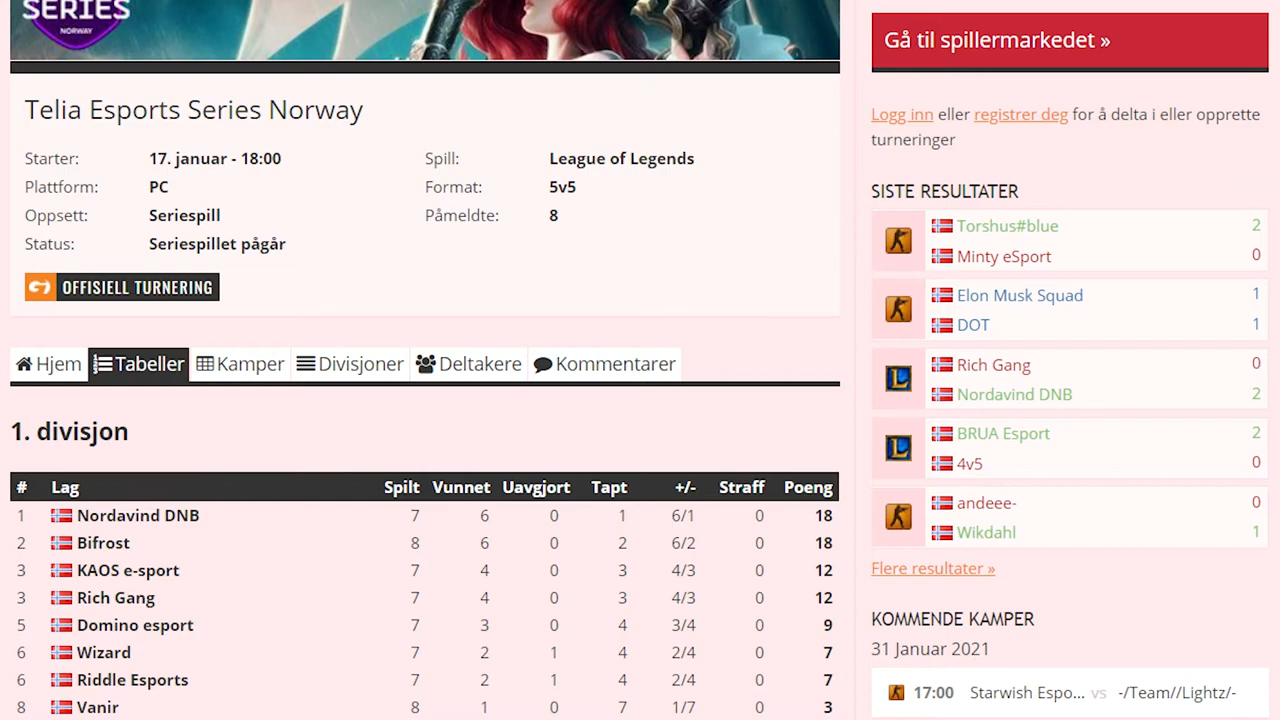 SERIES
NORWAY
Telia Esports Series Norway
Starter: 17. januar - 18:00 Spill: League of Legends
Plattform: PC Format: 5v5
Oppsett: Seriespill Påmeldte: 8
Status: Seriespillet pågår
OFFISIELL TURNERING
Hjem Tabeller Kamper Divisjoner Deltakere Kommentarer
1. divisjon
# Lag Spilt Vunnet Uavgjort Tapt +/- Straff Poeng
1 Nordavind DNB 7 6 0 1 6/1 0 18
2 Bifrost 8 6 0 2 6/2 0 18
3 KAOS e-sport 7 4 0 3 4/3 0 12
3 Rich Gang 7 4 0 3 4/3 0 12
5 Domino esport 7 3 0 4 3/4 0 9
6 Wizard 7 2 1 4 2/4 0 7
6 Riddle Esports 7 2 1 4 2/4 0 7
8 Vanir 8 1 0 7 1/7 0 3
Gå til spillermarkedet »
Logg inn eller registrer deg for å delta i eller opprette
turneringer
SISTE RESULTATER
Torshus#blue 2
Minty eSport 0
Elon Musk Squad 1
DOT 1
Rich Gang 0
Nordavind DNB 2
BRUA Esport 2
4v5 0
andeee- 0
Wikdahl 1
Flere resultater »
KOMMENDE KAMPER
31 Januar 2021
17:00 Starwish Espo... vs -/Team//Lightz/-